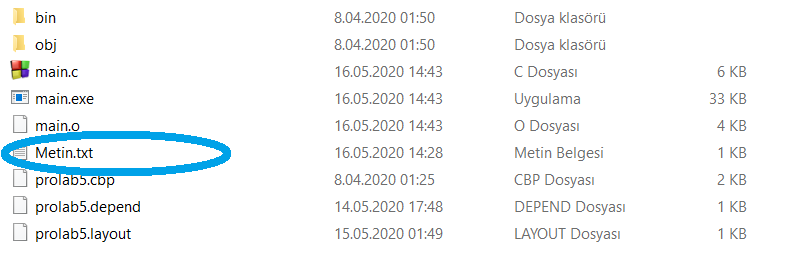 bin 8.04.2020 01:50 Dosya klasörü
obj 8.04.2020 01:50 Dosya klasörü
main.c 16.05.2020 14:43 C Dosyası 6 KB
main.exe 16.05.2020 14:43 Uygulama 33 KB
main.o 16.05.2020 14:43 O Dosyası 4 KB
Metin.txt 16.05.2020 14:28 Metin Belgesi 1 KB
prolab5.cbp 8.04.2020 01:25 CBP Dosyası 2 KB
prolab5.depend 14.05.2020 17:48 DEPEND Dosyası 1 KB
prolab5.layout 15.05.2020 01:49 LAYOUT Dosyası 1 KB